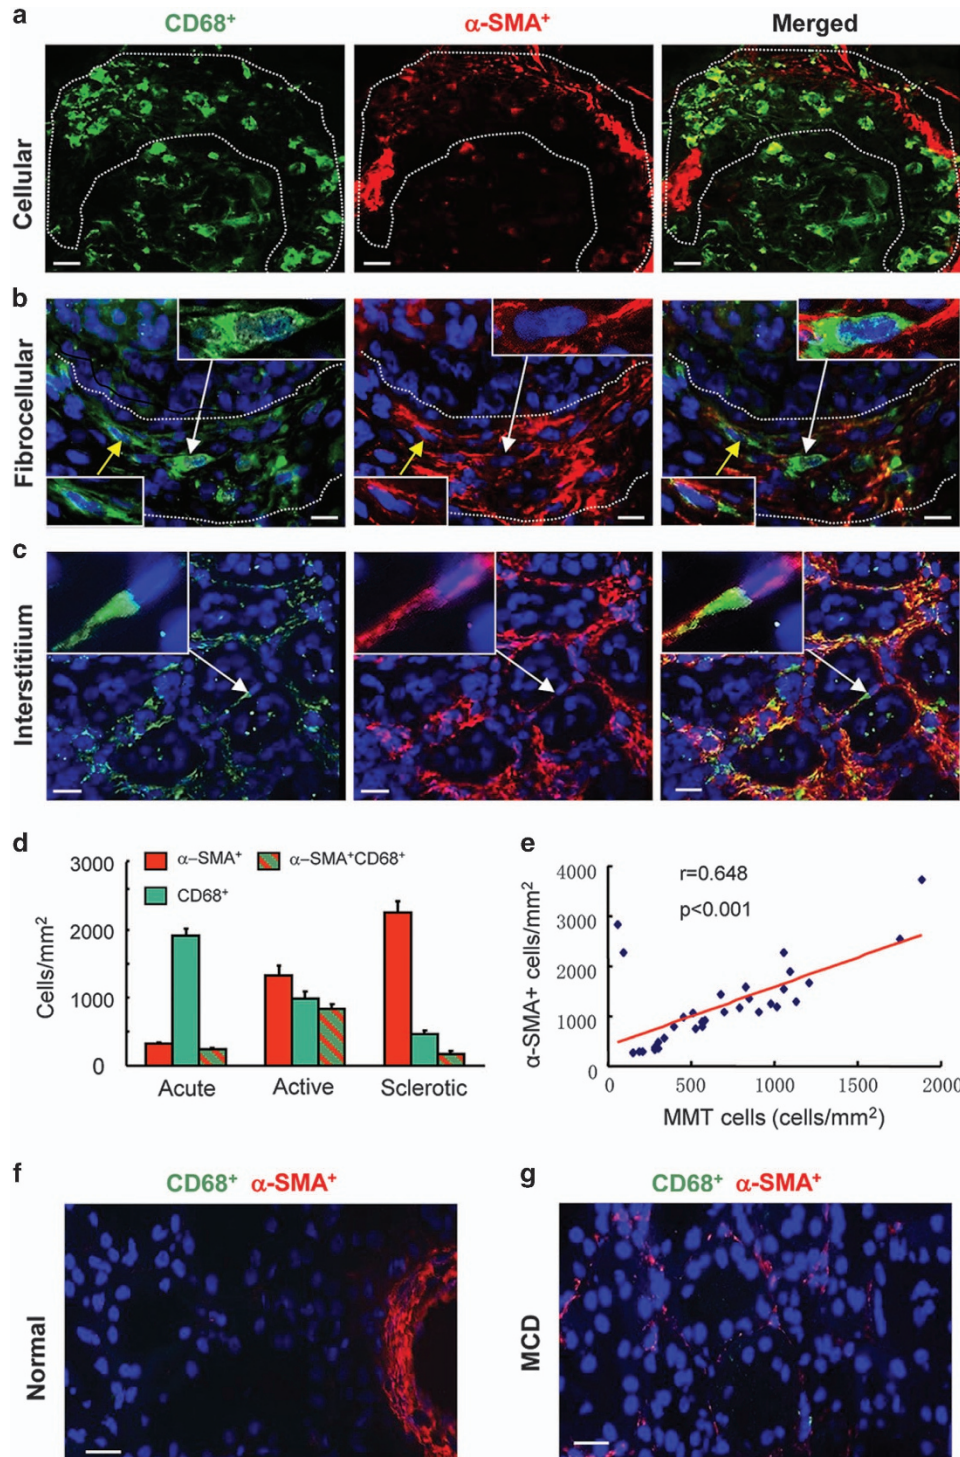 a
CD68⁺ α-SMA⁺ Merged
Cellular
b
Fibrocellular
c
Interstitiium
d
α–SMA⁺ α–SMA⁺CD68⁺
CD68⁺
Cells/mm²
3000
2000
1000
0
Acute Active Sclerotic
e
r=0.648
p<0.001
α-SMA+ cells/mm²
4000
3000
2000
1000
0
0 500 1000 1500 2000
MMT cells (cells/mm²)
f
CD68⁺ α-SMA⁺
Normal
g
CD68⁺ α-SMA⁺
MCD